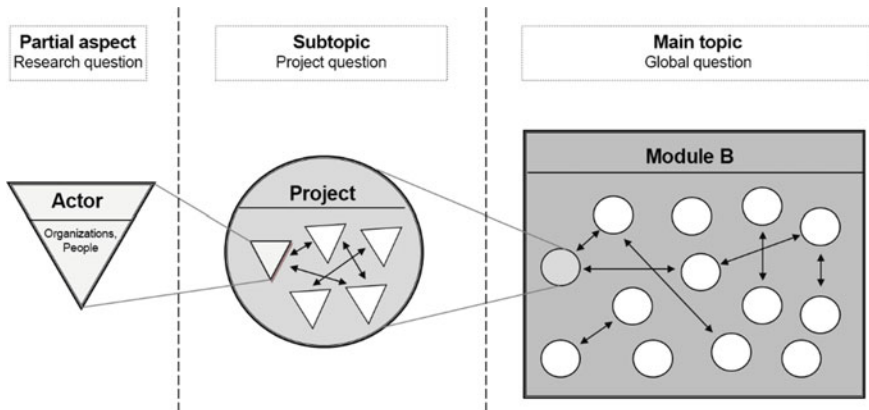 Partial aspect
Research question
Subtopic
Project question
Main topic
Global question
Actor
Organizations,
People
Project
Module B